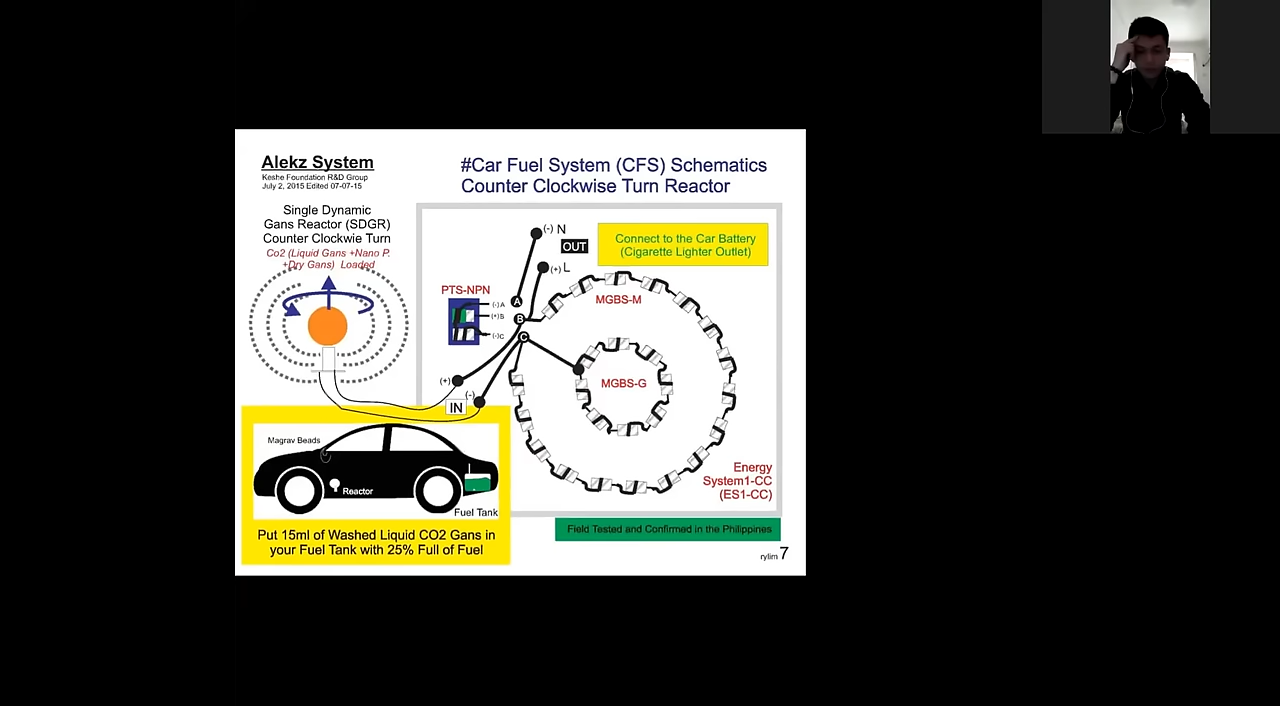 Alekz System
Keshe Foundation R&D Group
July 2, 2015 Edited 07-07-15
#Car Fuel System (CFS) Schematics
Counter Clockwise Turn Reactor
Single Dynamic
Gans Reactor (SDGR)
Counter Clockwie Turn
Co2 (Liquid Gans +Nano P.
+Dry Gans) Loaded
(-) N
OUT
(+) L
Connect to the Car Battery
(Cigarette Lighter Outlet)
PTS-NPN
(-) A
(+) B
(-) C
A
B
C
MGBS-M
MGBS-G
(+)
(-)
IN
Magrav Beads
Reactor
Fuel Tank
Put 15ml of Washed Liquid CO2 Gans in
your Fuel Tank with 25% Full of Fuel
Energy
System1-CC
(ES1-CC)
Field Tested and Confirmed in the Philippines
rylim 7